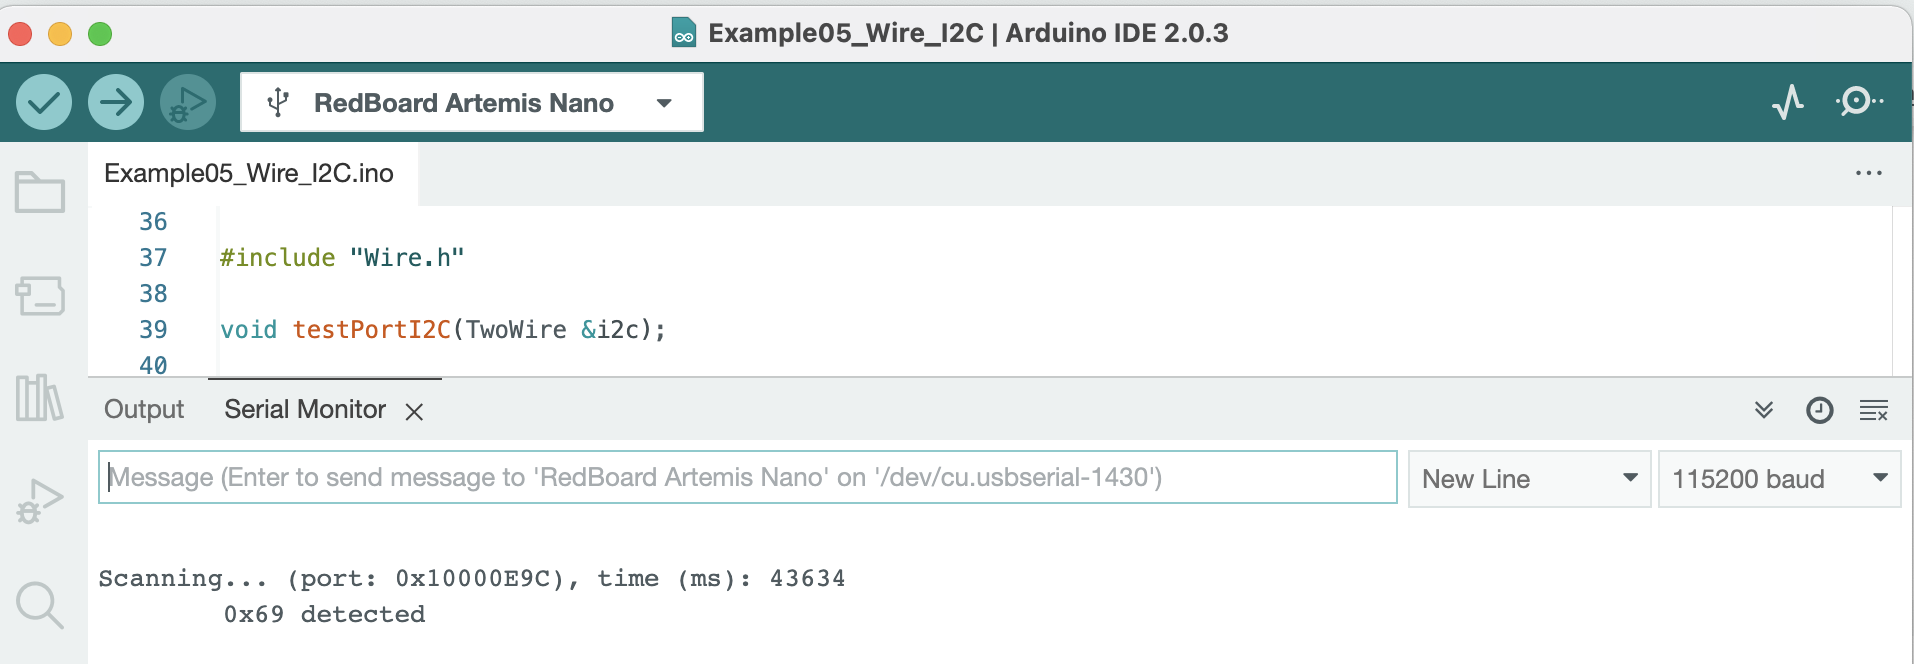 Example05_Wire_I2C | Arduino IDE 2.0.3
RedBoard Artemis Nano
Example05_Wire_I2C.ino
36
37 #include "Wire.h"
38
39 void testPortI2C(TwoWire &i2c);
40
Output Serial Monitor
Message (Enter to send message to 'RedBoard Artemis Nano' on '/dev/cu.usbserial-1430') New Line 115200 baud
Scanning... (port: 0x10000E9C), time (ms): 43634
0x69 detected